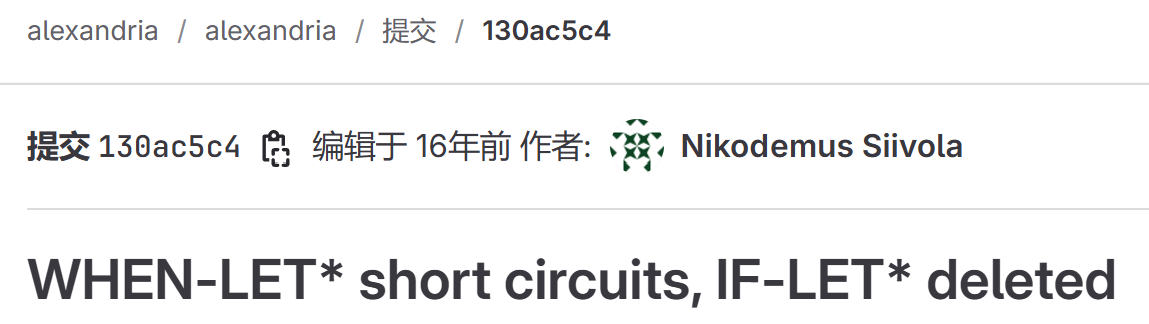 alexandria / alexandria / 提交 / 130ac5c4
提交 130ac5c4 编辑于 16年前 作者: Nikodemus Siivola
WHEN-LET* short circuits, IF-LET* deleted